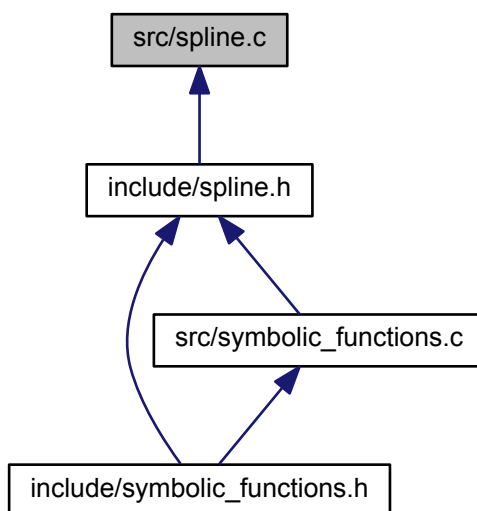 src/spline.c
include/spline.h
src/symbolic_functions.c
include/symbolic_functions.h